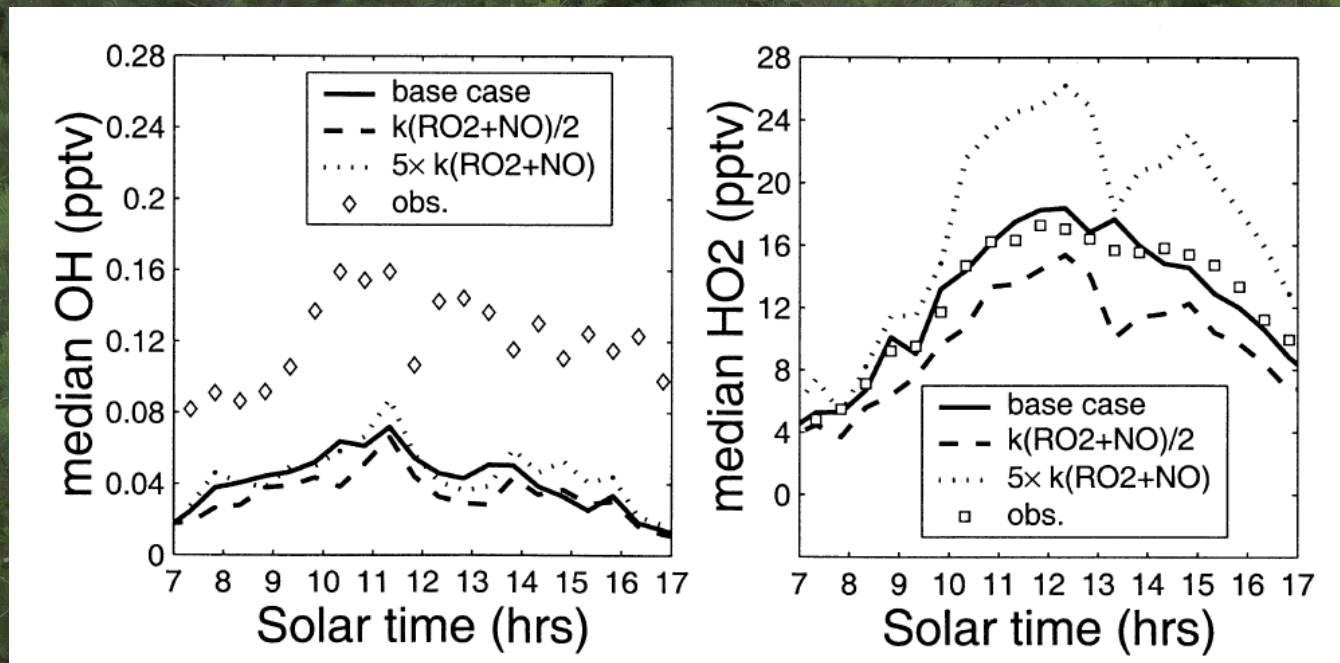 median OH (pptv)
0.28
0.24
0.2
0.16
0.12
0.08
0.04
0
base case
k(RO2+NO)/2
5× k(RO2+NO)
obs.
7 8 9 10 11 12 13 14 15 16 17
Solar time (hrs)
median HO2 (pptv)
28
24
20
16
12
8
4
0
base case
k(RO2+NO)/2
5× k(RO2+NO)
obs.
7 8 9 10 11 12 13 14 15 16 17
Solar time (hrs)